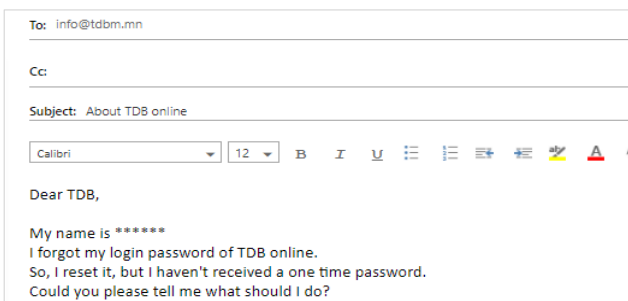 To: info@tdbm.mn
Cc:
Subject: About TDB online
Calibri 12 B I U aby A
Dear TDB,
My name is ******
I forgot my login password of TDB online.
So, I reset it, but I haven't received a one time password.
Could you please tell me what should I do?